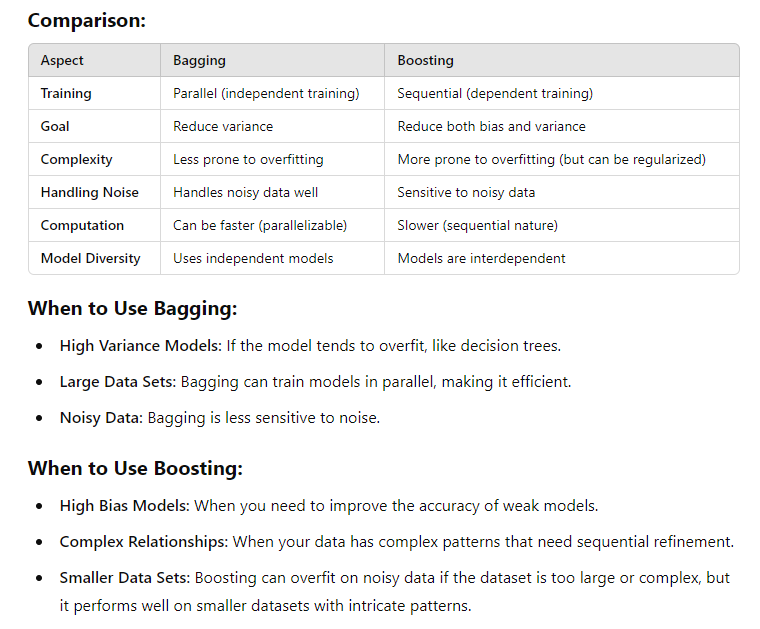 Comparison:
Aspect Bagging Boosting
Training Parallel (independent training) Sequential (dependent training)
Goal Reduce variance Reduce both bias and variance
Complexity Less prone to overfitting More prone to overfitting (but can be regularized)
Handling Noise Handles noisy data well Sensitive to noisy data
Computation Can be faster (parallelizable) Slower (sequential nature)
Model Diversity Uses independent models Models are interdependent
When to Use Bagging:
• High Variance Models: If the model tends to overfit, like decision trees.
• Large Data Sets: Bagging can train models in parallel, making it efficient.
• Noisy Data: Bagging is less sensitive to noise.
When to Use Boosting:
• High Bias Models: When you need to improve the accuracy of weak models.
• Complex Relationships: When your data has complex patterns that need sequential refinement.
• Smaller Data Sets: Boosting can overfit on noisy data if the dataset is too large or complex, but
it performs well on smaller datasets with intricate patterns.